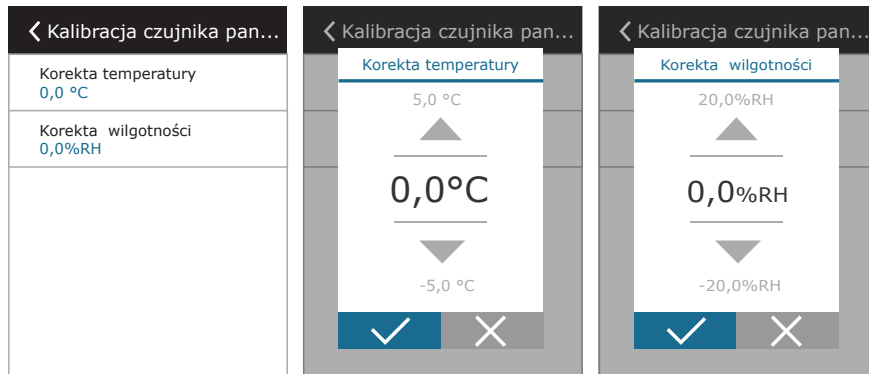 Kalibracja czujnika pan...
Korekta temperatury
0,0 °C
Korekta wilgotności
0,0%RH
Kalibracja czujnika pan...
Korekta temperatury
5,0 °C
0,0°C
-5,0 °C
Kalibracja czujnika pan...
Korekta wilgotności
20,0%RH
0,0%RH
-20,0%RH